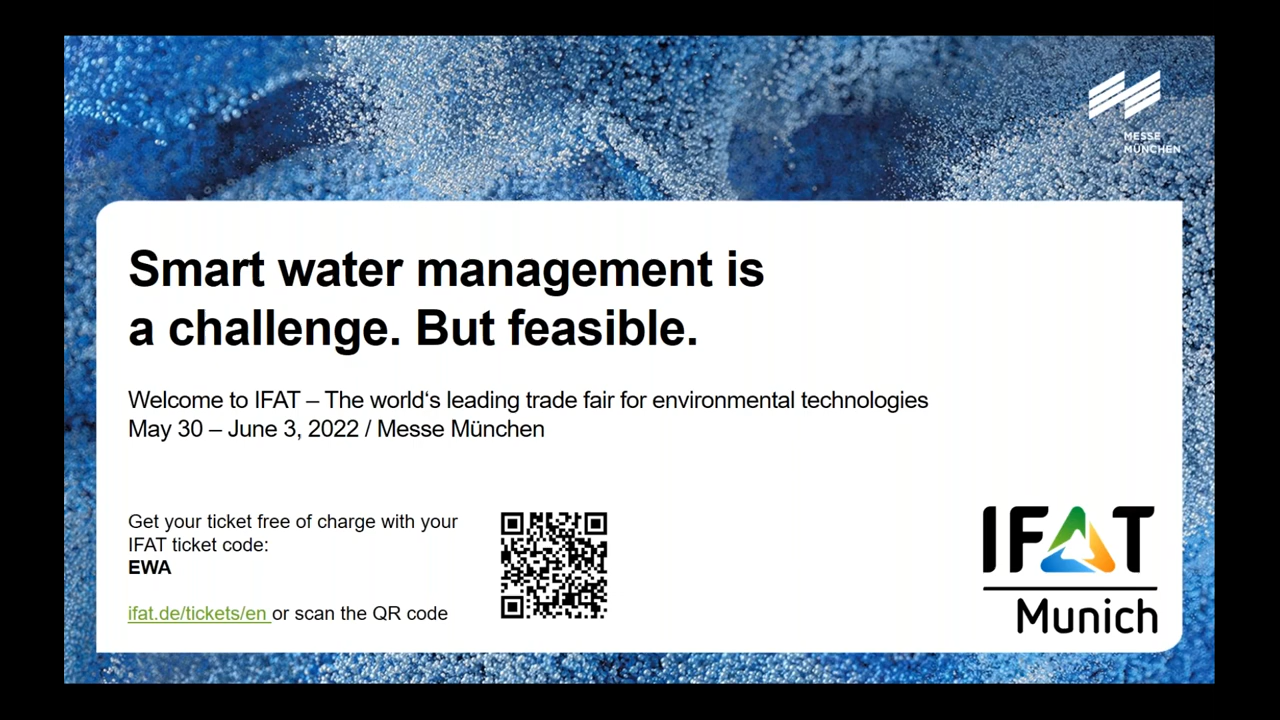 MESSE
MÜNCHEN
Smart water management is
a challenge. But feasible.
Welcome to IFAT – The world‘s leading trade fair for environmental technologies
May 30 – June 3, 2022 / Messe München
Get your ticket free of charge with your
IFAT ticket code:
EWA
ifat.de/tickets/en or scan the QR code
IFAT
Munich